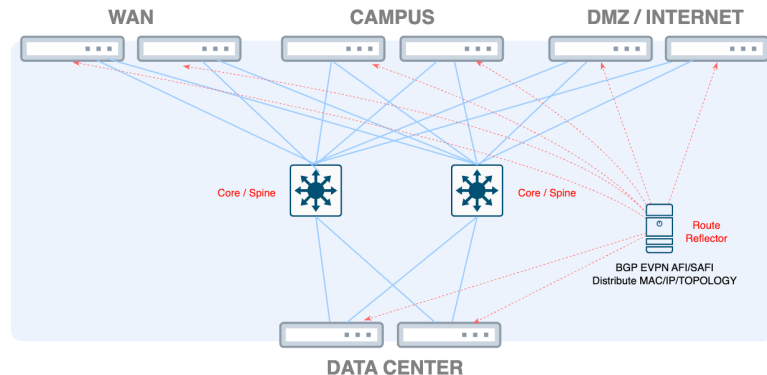 WAN
CAMPUS
DMZ / INTERNET
Core / Spine
Core / Spine
Route
Reflector
BGP EVPN AFI/SAFI
Distribute MAC/IP/TOPOLOGY
DATA CENTER